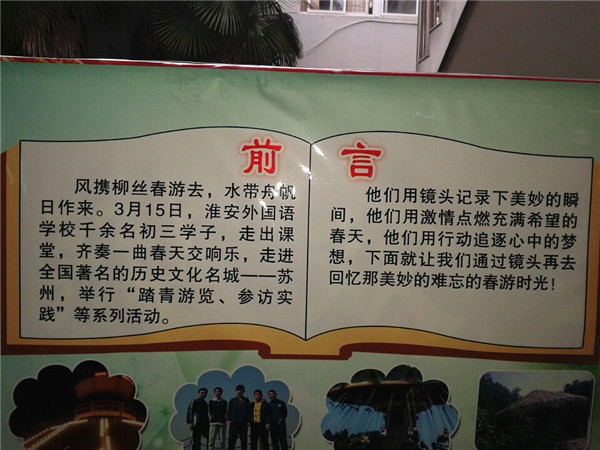 前言
风携柳丝春游去，水带舟帆
日作来。3月15日，淮安外国语
学校千余名初三学子，走出课
堂，齐奏一曲春天交响乐，走进
全国著名的历史文化名城——苏
州，举行“踏青游览、参访实
践”等系列活动。
他们用镜头记录下美妙的瞬
间，他们用激情点燃充满希望的
春天，他们用行动追逐心中的梦
想，下面就让我们通过镜头再去
回忆那美妙的难忘的春游时光！